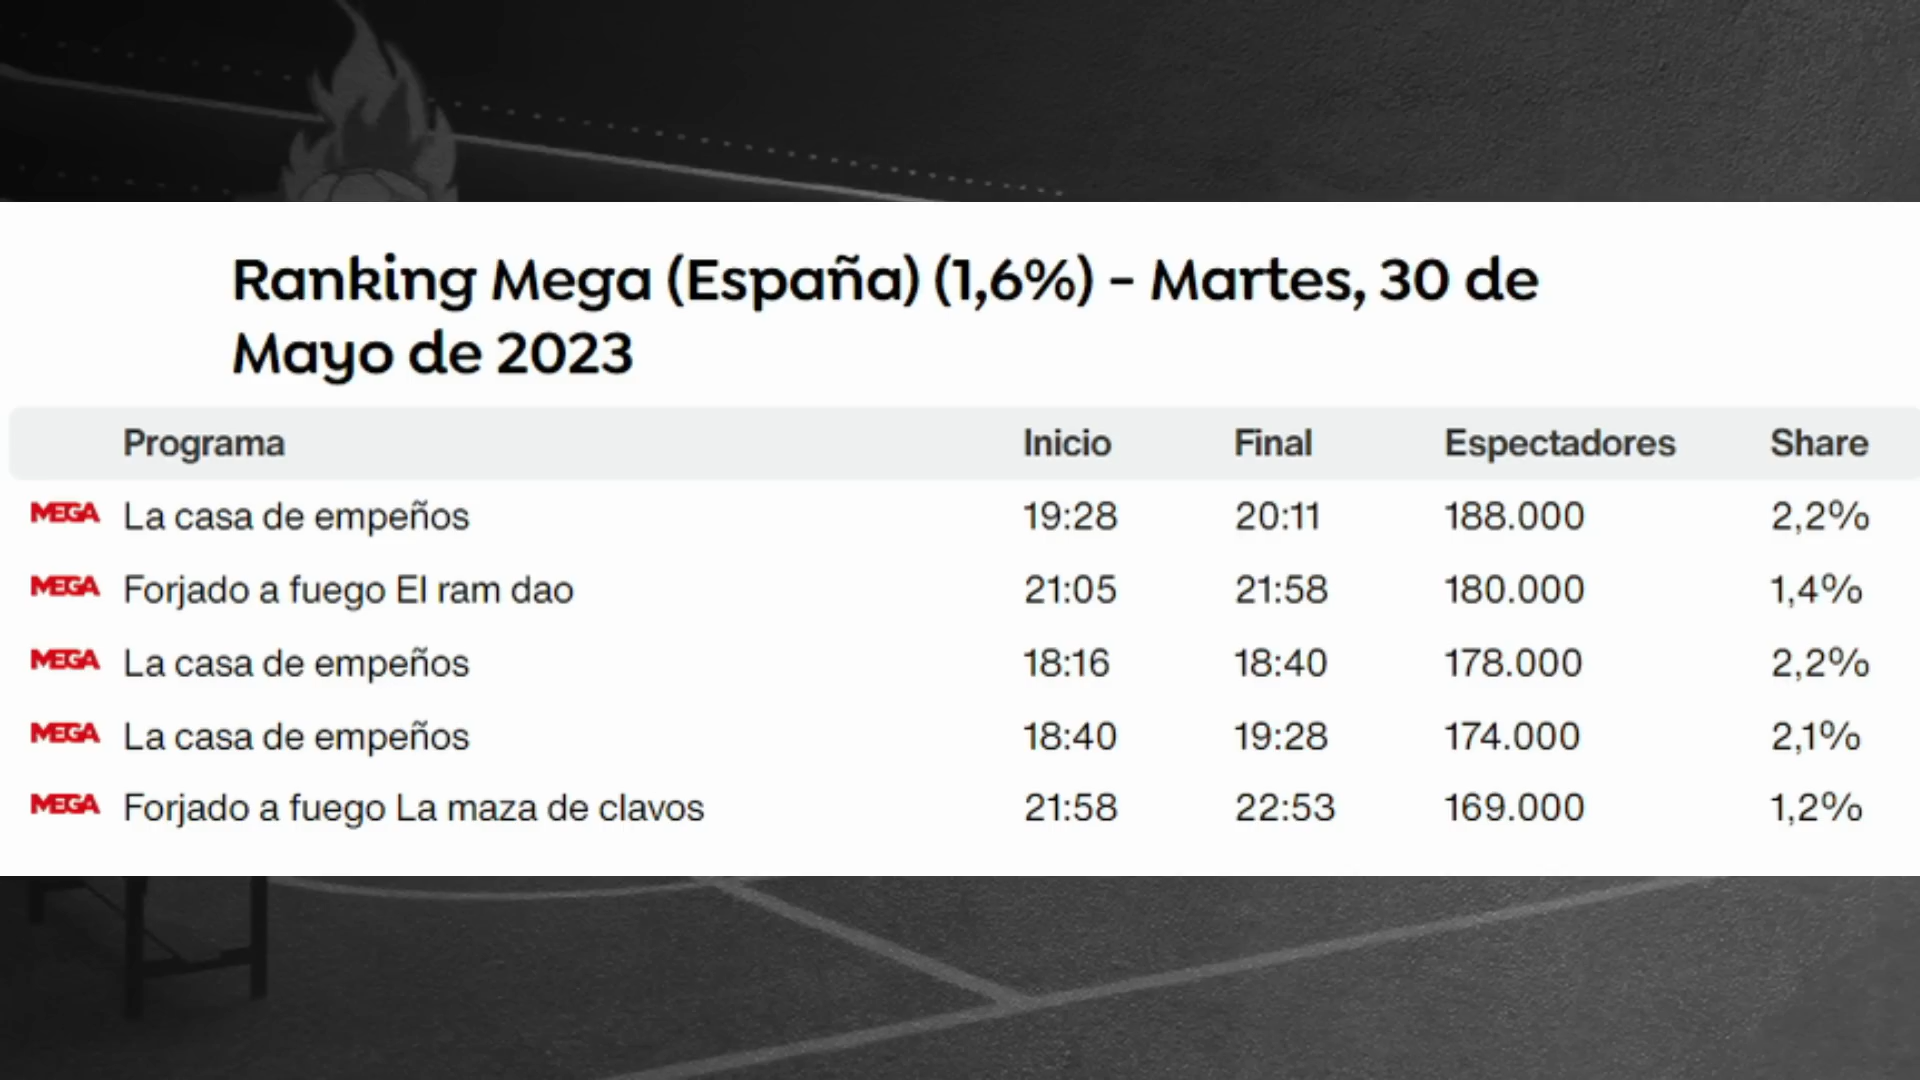 Ranking Mega (España) (1,6%) - Martes, 30 de
Mayo de 2023
Programa Inicio Final Espectadores Share
MEGA La casa de empeños 19:28 20:11 188.000 2,2%
MEGA Forjado a fuego El ram dao 21:05 21:58 180.000 1,4%
MEGA La casa de empeños 18:16 18:40 178.000 2,2%
MEGA La casa de empeños 18:40 19:28 174.000 2,1%
MEGA Forjado a fuego La maza de clavos 21:58 22:53 169.000 1,2%